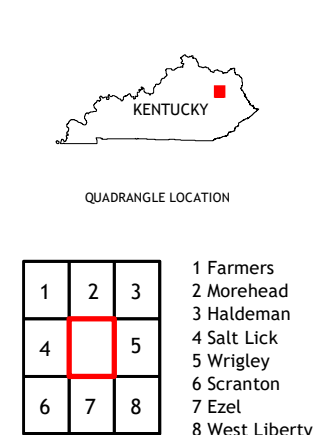 KENTUCKY
QUADRANGLE LOCATION
1 2 3
4 5
6 7 8
1 Farmers
2 Morehead
3 Haldeman
4 Salt Lick
5 Wrigley
6 Scranton
7 Ezel
8 West Liberty